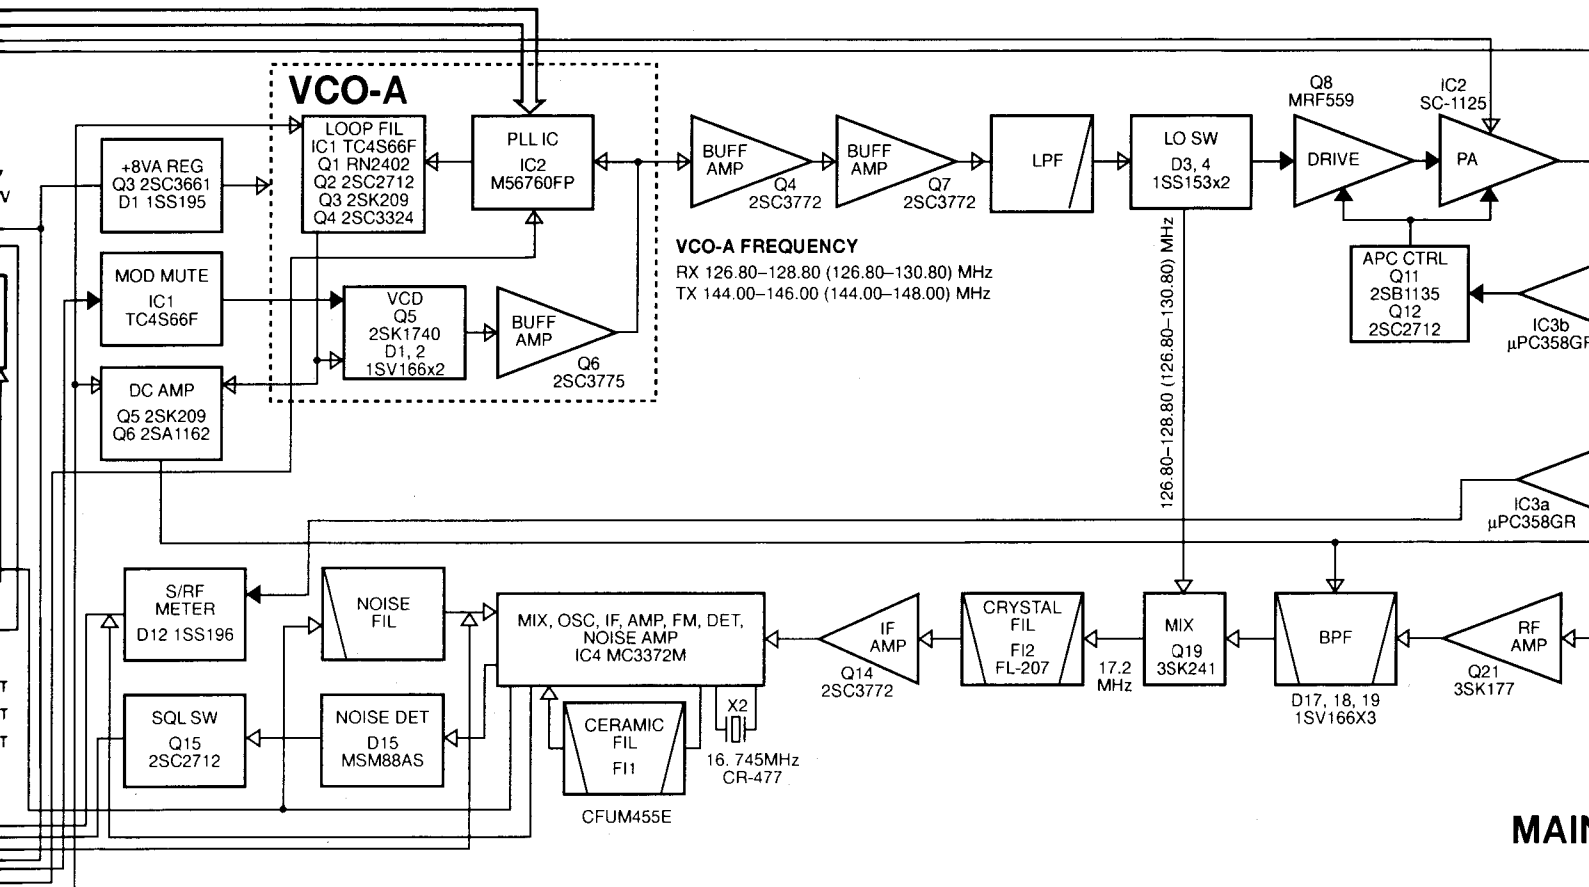 VCO-A
+8VA REG
Q3 2SC3661
D1 1SS195
LOOP FIL
IC1 TC4S66F
Q1 RN2402
Q2 2SC2712
Q3 2SK209
Q4 2SC3324
PLL IC
IC2
M56760FP
BUFF
AMP
Q4
2SC3772
BUFF
AMP
Q7
2SC3772
LPF
LO SW
D3, 4
1SS153x2
Q8
MRF559
DRIVE
IC2
SC-1125
PA
VCO-A FREQUENCY
RX 126.80–128.80 (126.80–130.80) MHz
TX 144.00–146.00 (144.00–148.00) MHz
126.80–128.80 (126.80–130.80) MHz
APC CTRL
Q11
2SB1135
Q12
2SC2712
IC3b
µPC358GR
MOD MUTE
IC1
TC4S66F
VCD
Q5
2SK1740
D1, 2
1SV166x2
BUFF
AMP
Q6
2SC3775
DC AMP
Q5 2SK209
Q6 2SA1162
IC3a
µPC358GR
S/RF
METER
D12 1SS196
NOISE
FIL
MIX, OSC, IF, AMP, FM, DET,
NOISE AMP
IC4 MC3372M
IF
AMP
Q14
2SC3772
CRYSTAL
FIL
FI2
FL-207
17.2
MHz
MIX
Q19
3SK241
BPF
D17, 18, 19
1SV166X3
RF
AMP
Q21
3SK177
SQL SW
Q15
2SC2712
NOISE DET
D15
MSM88AS
CERAMIC
FIL
FI1
CFUM455E
X2
16. 745MHz
CR-477
V
T
T
T
MAIN